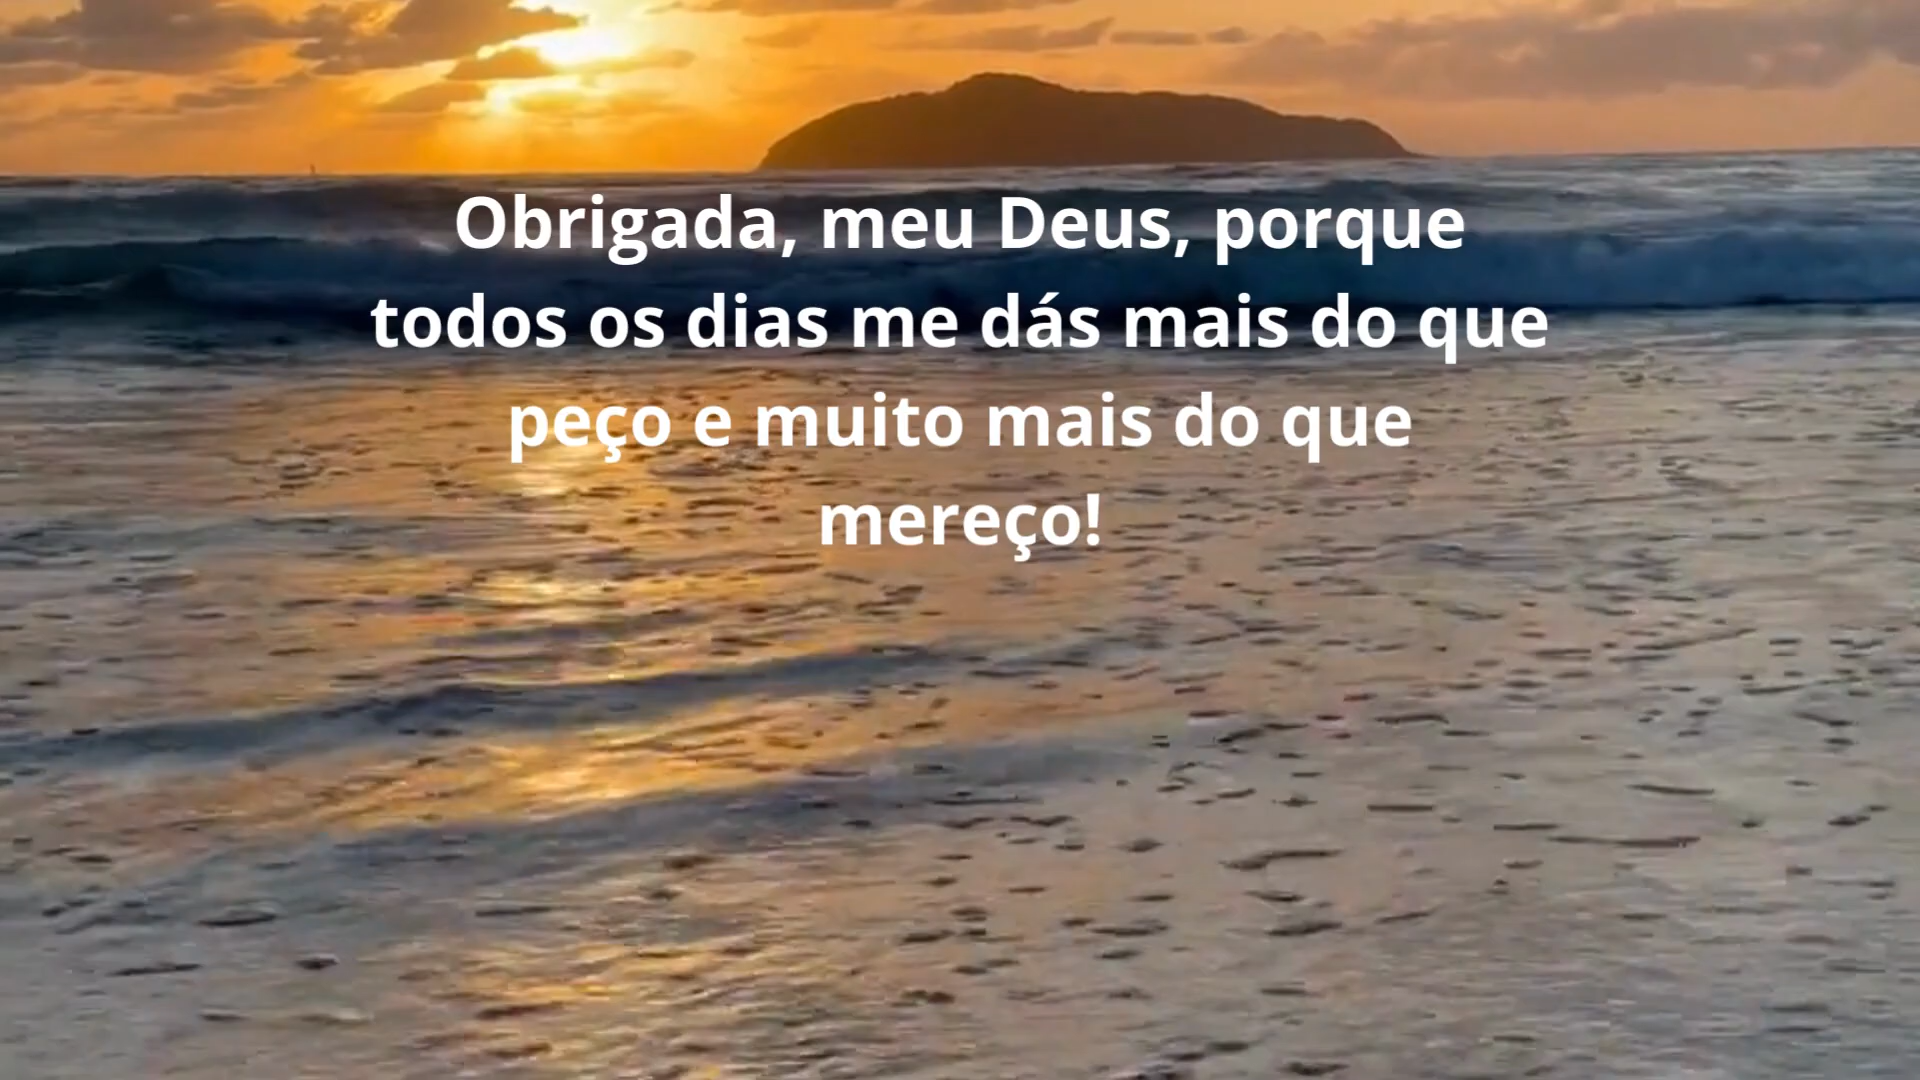 Obrigada, meu Deus, porque
todos os dias me dás mais do que
peço e muito mais do que
mereço!